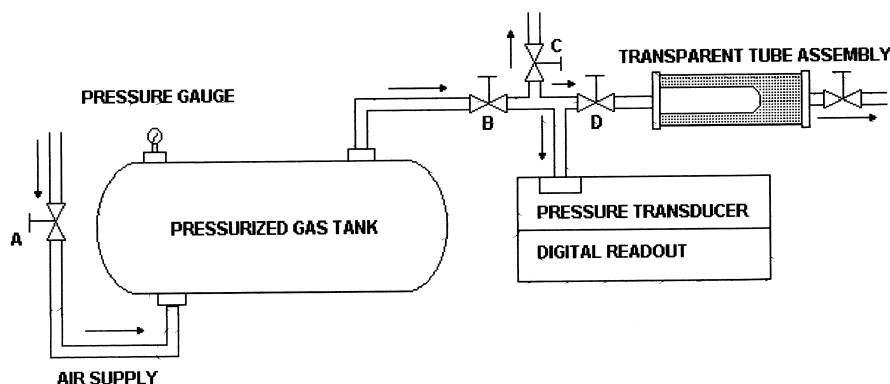 C
TRANSPARENT TUBE ASSEMBLY
PRESSURE GAUGE
B
D
A
PRESSURIZED GAS TANK
PRESSURE TRANSDUCER
DIGITAL READOUT
AIR SUPPLY